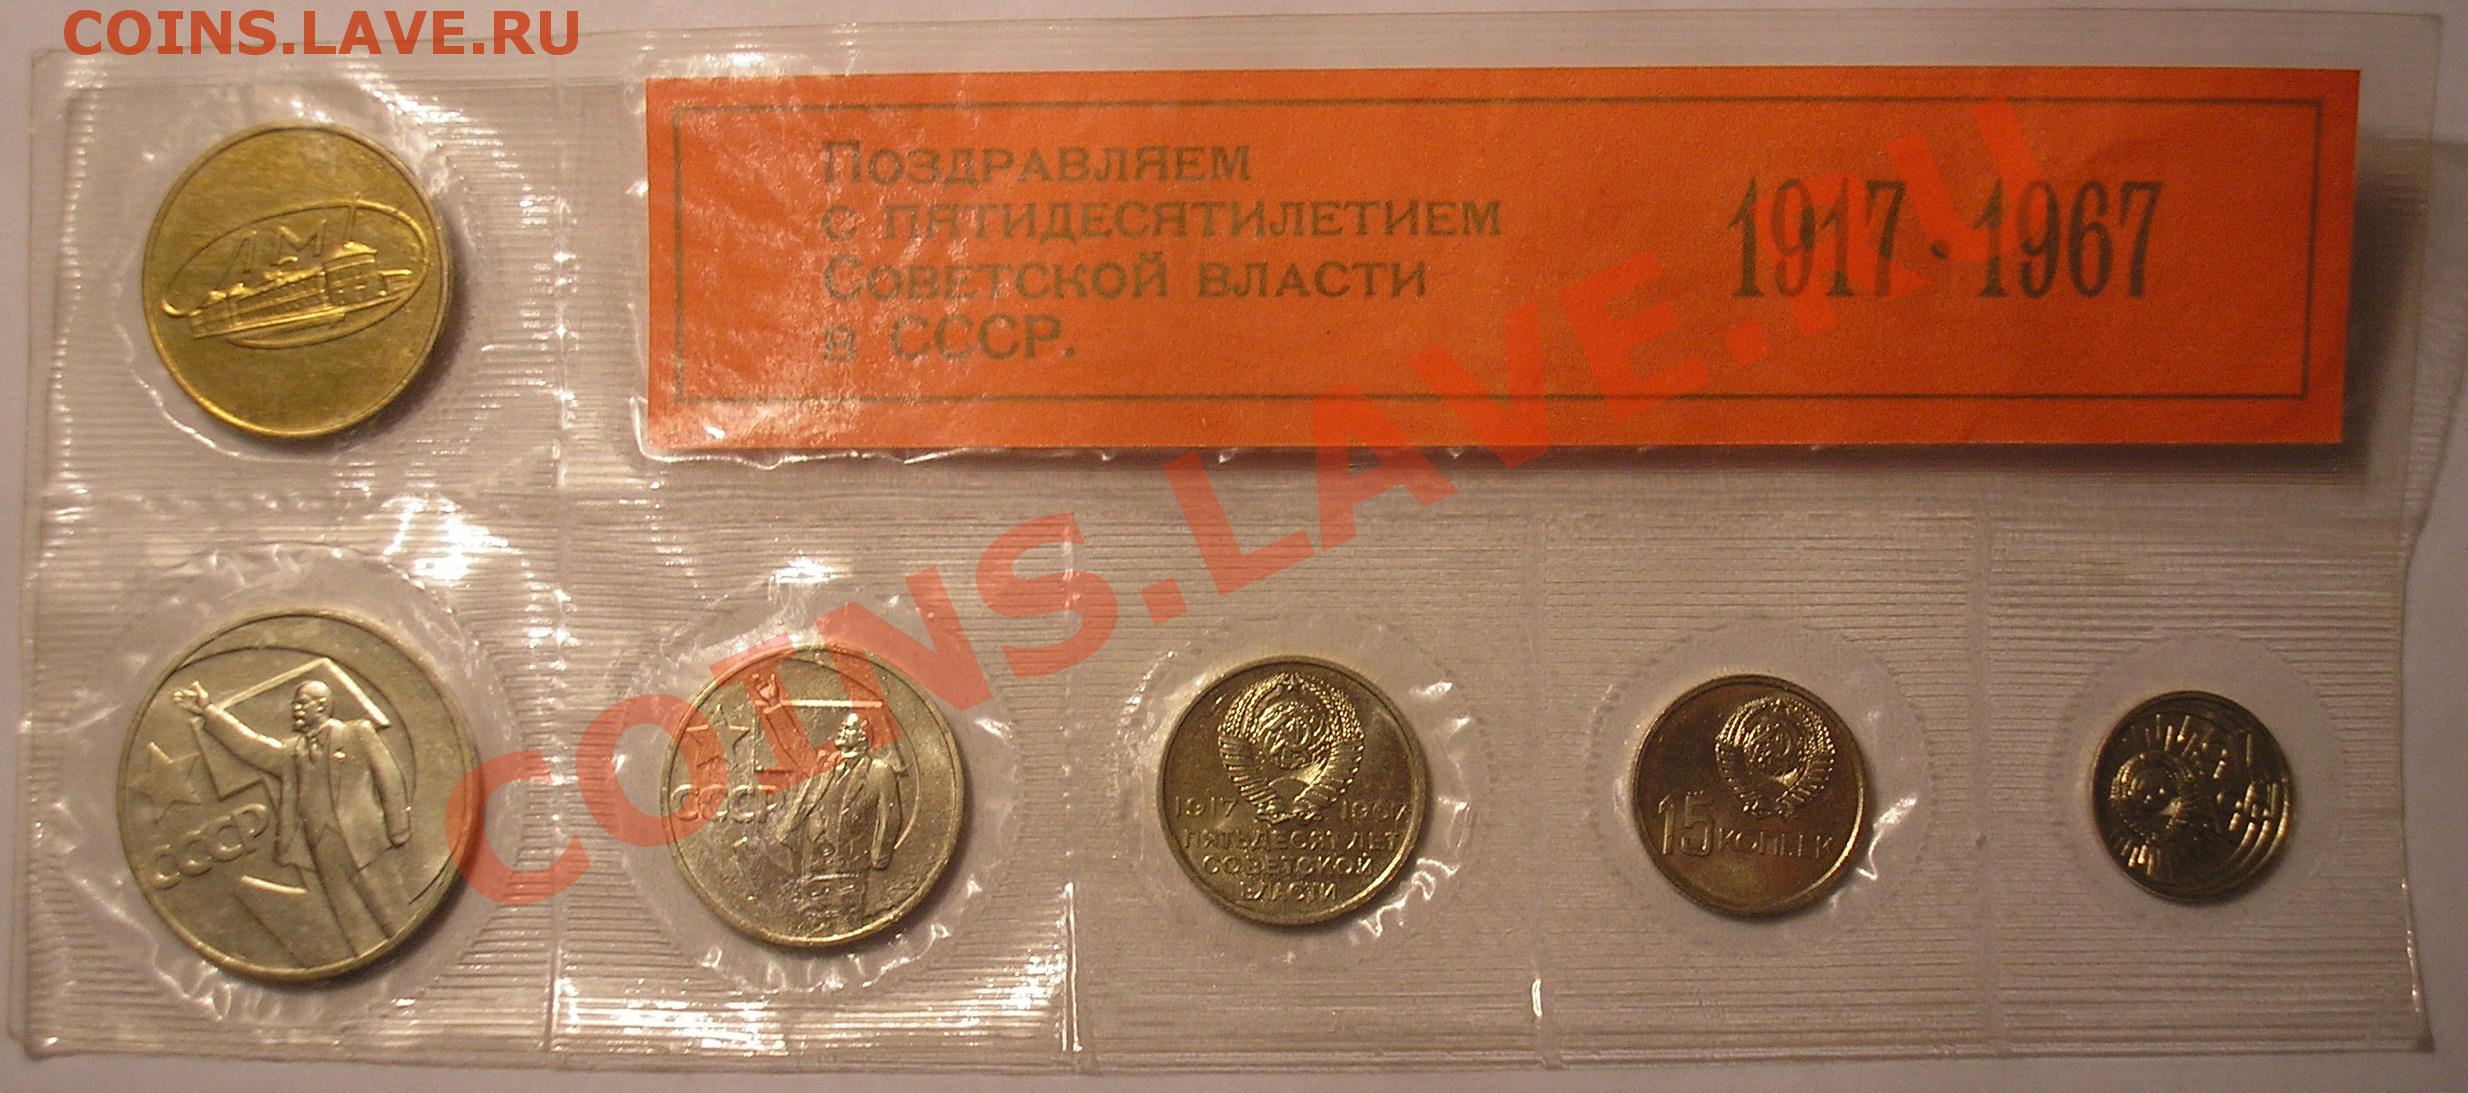 COINS.LAVE.RU
Поздравляем
с пятидесятилетием
Советской власти
в СССР.
1917-1967
ЛМД
СССР
СССР
1917 1967
ПЯТЬДЕСЯТ ЛЕТ
СОВЕТСКОЙ
ВЛАСТИ
15 КОПЕЕК
COINS.LAVE.RU